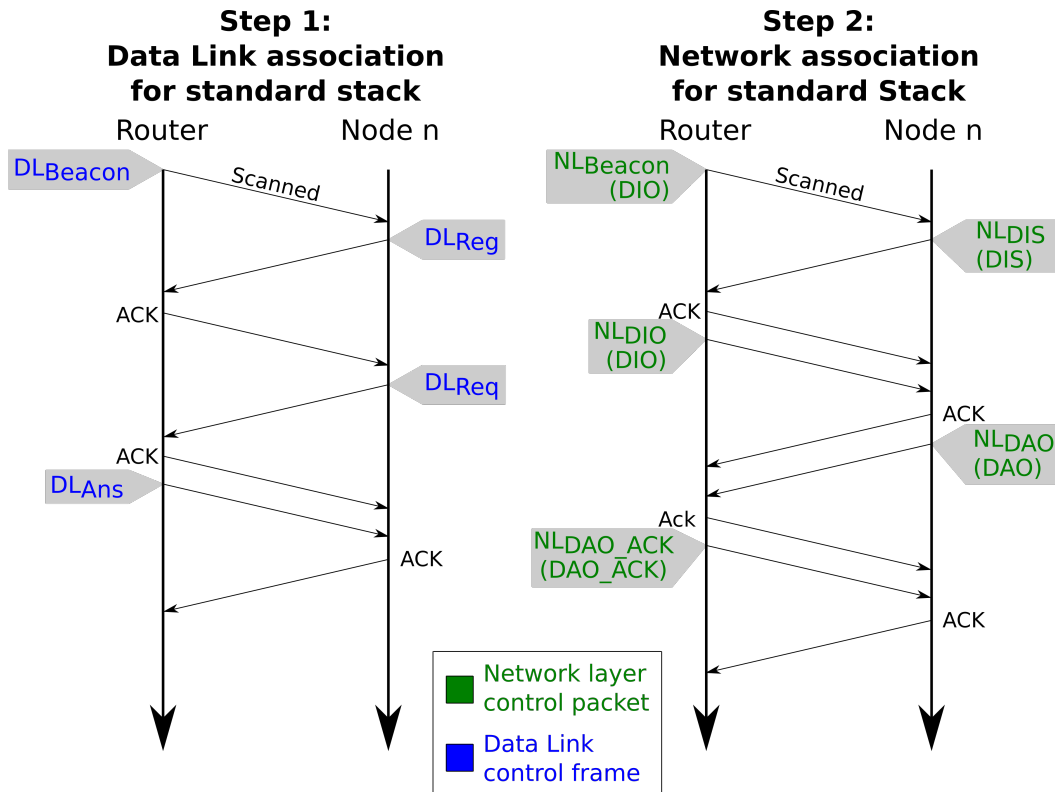 Step 1:
Data Link association
for standard stack
Router
Node n
DLBeacon
Scanned
DLReg
ACK
DLReq
ACK
DLAns
ACK
Step 2:
Network association
for standard Stack
Router
Node n
NLBeacon
(DIO)
Scanned
NLDIS
(DIS)
ACK
NLDIO
(DIO)
ACK
NLDAO
(DAO)
Ack
NLDAO_ACK
(DAO_ACK)
ACK
Network layer
control packet
Data Link
control frame